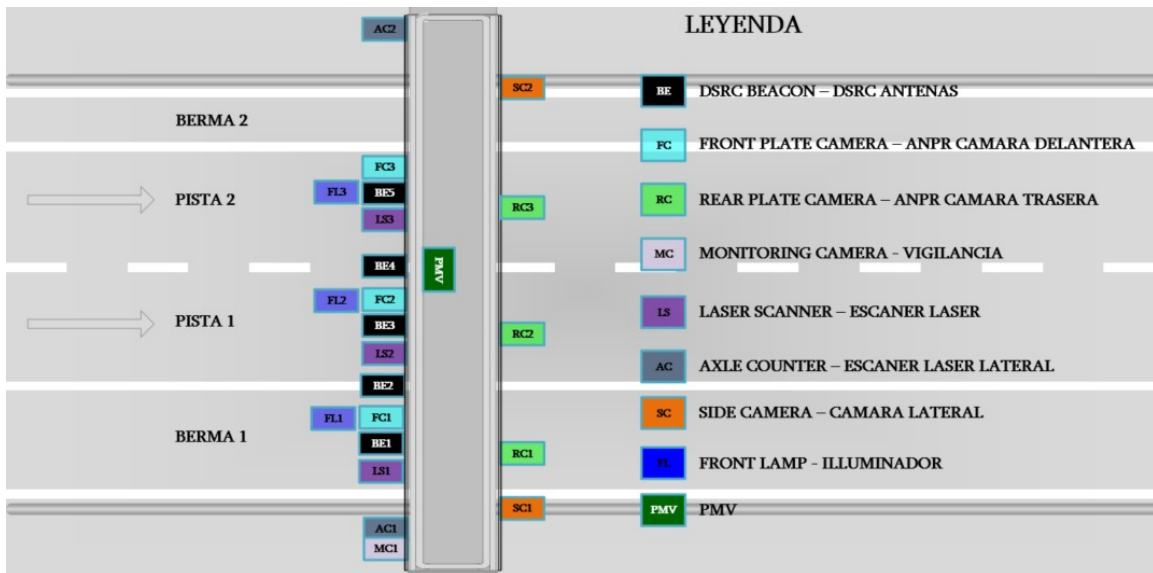 AC2
LEYENDA
SC2
BE DSRC BEACON – DSRC ANTENAS
BERMA 2
FC FRONT PLATE CAMERA – ANPR CAMARA DELANTERA
FC3
FL3 BE5
PISTA 2
RC3
RC REAR PLATE CAMERA – ANPR CAMARA TRASERA
LS3
MC MONITORING CAMERA - VIGILANCIA
BE4
PMV
FL2 FC2
LS LASER SCANNER – ESCANER LASER
PISTA 1
BE3
RC2
LS2
AC AXLE COUNTER – ESCANER LASER LATERAL
BE2
SC SIDE CAMERA – CAMARA LATERAL
FL1 FC1
BERMA 1
BE1
RC1
FL FRONT LAMP - ILLUMINADOR
LS1
SC1
PMV PMV
AC1
MC1